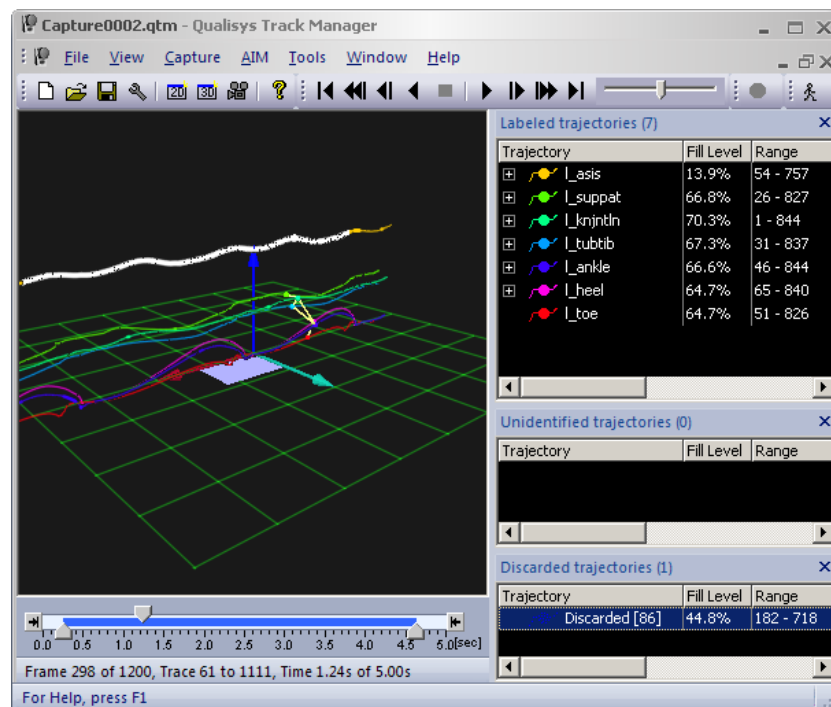 Capture0002.qtm - Qualisys Track Manager
File View Capture AIM Tools Window Help
2D 3D ?
Labeled trajectories (7)
Trajectory Fill Level Range
l_asis 13.9% 54 - 757
l_suppat 66.8% 26 - 827
l_knjntln 70.3% 1 - 844
l_tubtib 67.3% 31 - 837
l_ankle 66.6% 46 - 844
l_heel 64.7% 65 - 840
l_toe 64.7% 51 - 826
Unidentified trajectories (0)
Trajectory Fill Level Range
Discarded trajectories (1)
Trajectory Fill Level Range
Discarded [86] 44.8% 182 - 718
0.0 0.5 1.0 1.5 2.0 2.5 3.0 3.5 4.0 4.5 5.0[sec]
Frame 298 of 1200, Trace 61 to 1111, Time 1.24s of 5.00s
For Help, press F1